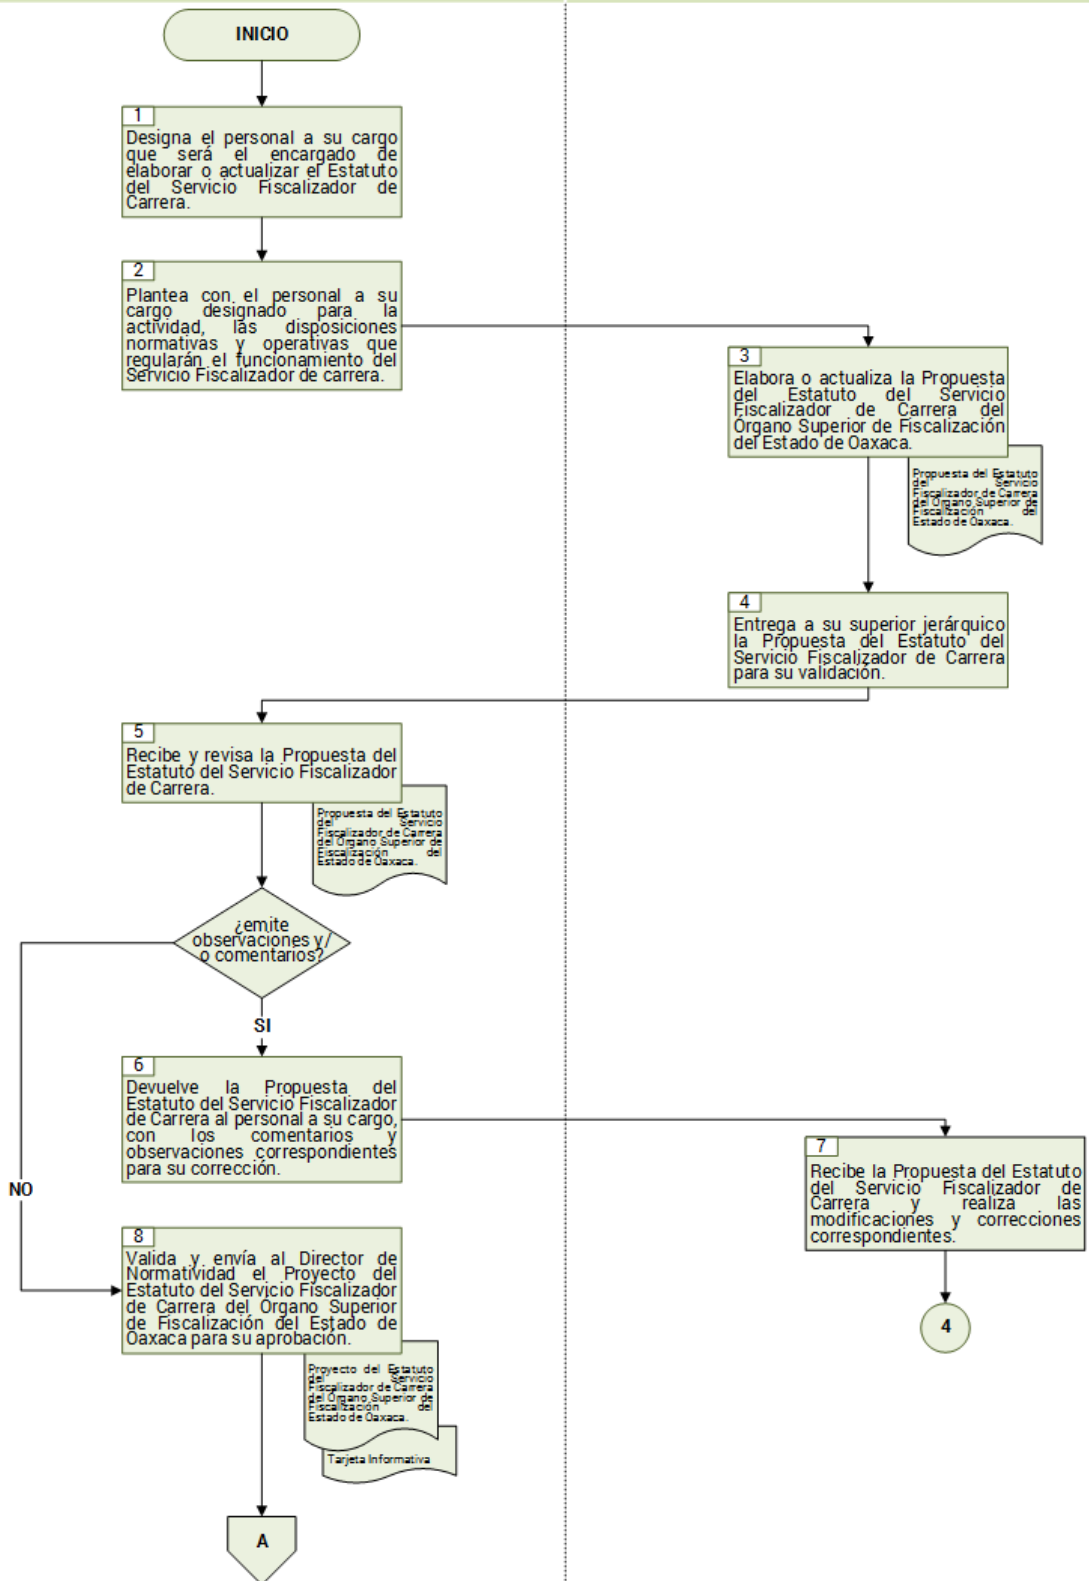 INICIO
1
Designa el personal a su cargo
que será el encargado de
elaborar o actualizar el Estatuto
del Servicio Fiscalizador de
Carrera.
2
Plantea con el personal a su
cargo designado para la
actividad, las disposiciones
normativas y operativas que
regularán el funcionamiento del
Servicio Fiscalizador de carrera.
3
Elabora o actualiza la Propuesta
del Estatuto del Servicio
Fiscalizador de Carrera del
Órgano Superior de Fiscalización
del Estado de Oaxaca.
Propuesta del Estatuto
del Servicio
Fiscalizador de Carrera
del Órgano Superior de
Fiscalización del
Estado de Oaxaca.
4
Entrega a su superior jerárquico
la Propuesta del Estatuto del
Servicio Fiscalizador de Carrera
para su validación.
5
Recibe y revisa la Propuesta del
Estatuto del Servicio Fiscalizador
de Carrera.
Propuesta del Estatuto
del Servicio
Fiscalizador de Carrera
del Órgano Superior de
Fiscalización del
Estado de Oaxaca.
¿emite
observaciones y/
o comentarios?
SI
6
Devuelve la Propuesta del
Estatuto del Servicio Fiscalizador
de Carrera al personal a su cargo,
con los comentarios y
observaciones correspondientes
para su corrección.
7
Recibe la Propuesta del Estatuto
del Servicio Fiscalizador de
Carrera y realiza las
modificaciones y correcciones
correspondientes.
NO
8
Valida y envía al Director de
Normatividad el Proyecto del
Estatuto del Servicio Fiscalizador
de Carrera del Órgano Superior
de Fiscalización del Estado de
Oaxaca para su aprobación.
4
Proyecto del Estatuto
del Servicio
Fiscalizador de Carrera
del Órgano Superior de
Fiscalización del
Estado de Oaxaca.
Tarjeta Informativa
A